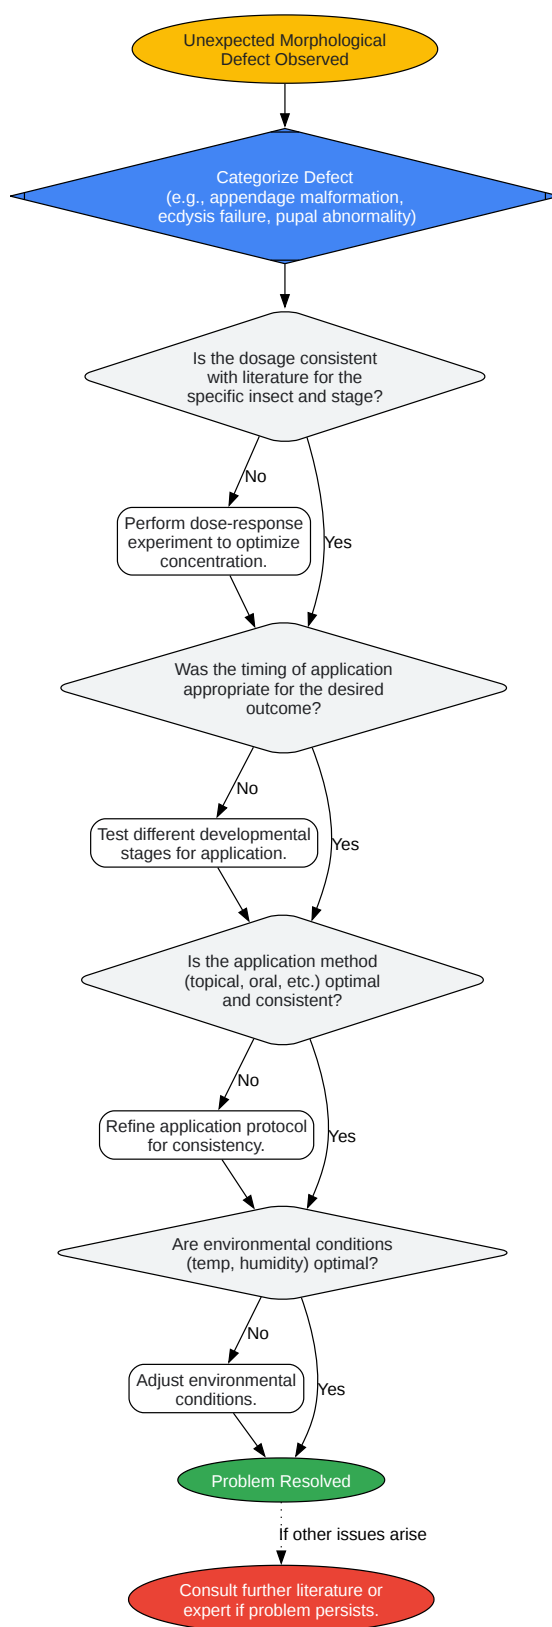 Unexpected Morphological
Defect Observed
Categorize Defect
(e.g., appendage malformation,
ecdysis failure, pupal abnormality)
Is the dosage consistent
with literature for the
specific insect and stage?
No
Perform dose-response
experiment to optimize
concentration.
Yes
Was the timing of application
appropriate for the desired
outcome?
No
Test different developmental
stages for application.
Yes
Is the application method
(topical, oral, etc.) optimal
and consistent?
No
Refine application protocol
for consistency.
Yes
Are environmental conditions
(temp, humidity) optimal?
No
Adjust environmental
conditions.
Yes
Problem Resolved
If other issues arise
Consult further literature or
expert if problem persists.